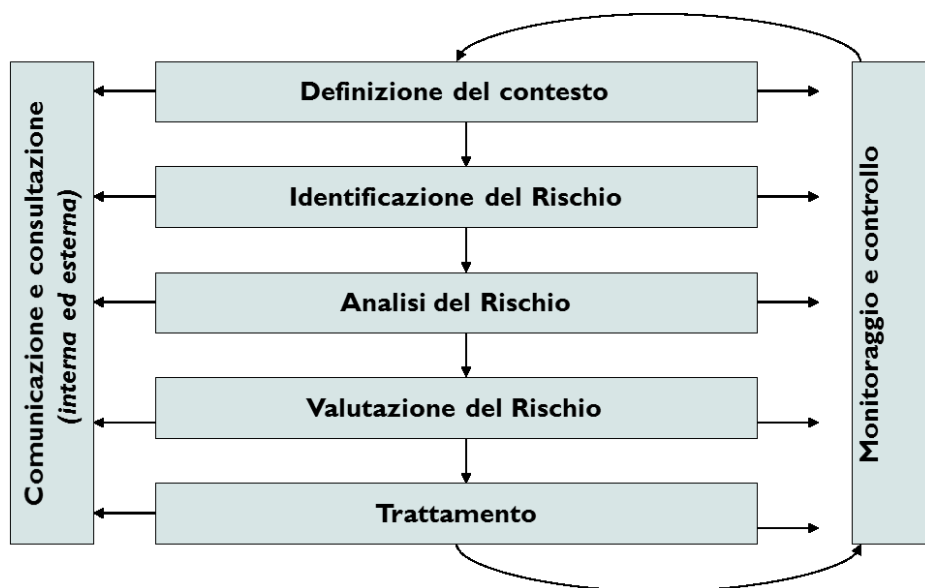 Comunicazione e consultazione
(interna ed esterna)
Definizione del contesto
Identificazione del Rischio
Analisi del Rischio
Valutazione del Rischio
Trattamento
Monitoraggio e controllo